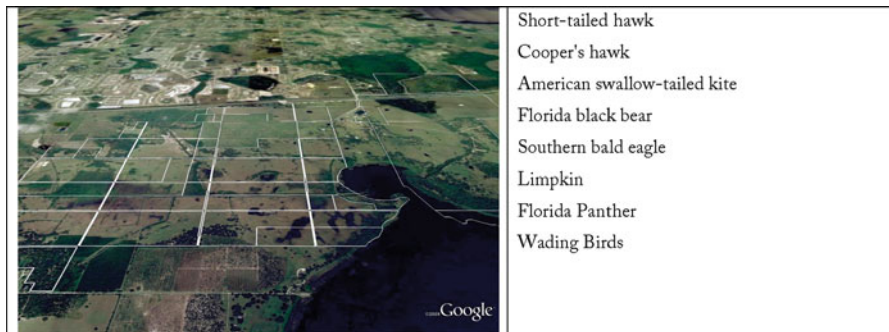 Short-tailed hawk
Cooper's hawk
American swallow-tailed kite
Florida black bear
Southern bald eagle
Limpkin
Florida Panther
Wading Birds
Google